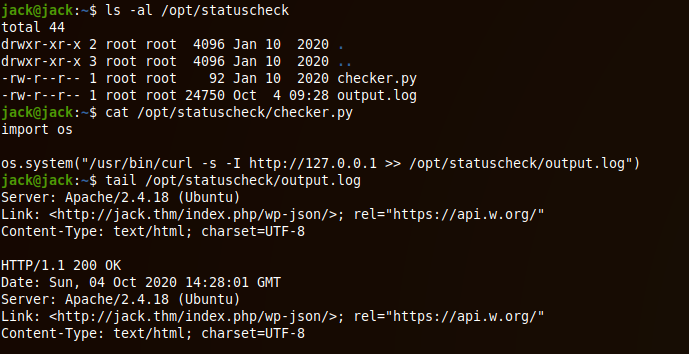 jack@jack:~$ ls -al /opt/statuscheck
total 44
drwxr-xr-x 2 root root  4096 Jan 10  2020 .
drwxr-xr-x 3 root root  4096 Jan 10  2020 ..
-rw-r--r-- 1 root root    92 Jan 10  2020 checker.py
-rw-r--r-- 1 root root 24750 Oct  4 09:28 output.log
jack@jack:~$ cat /opt/statuscheck/checker.py
import os

os.system("/usr/bin/curl -s -I http://127.0.0.1 >> /opt/statuscheck/output.log")
jack@jack:~$ tail /opt/statuscheck/output.log
Server: Apache/2.4.18 (Ubuntu)
Link: <http://jack.thm/index.php/wp-json/>; rel="https://api.w.org/"
Content-Type: text/html; charset=UTF-8

HTTP/1.1 200 OK
Date: Sun, 04 Oct 2020 14:28:01 GMT
Server: Apache/2.4.18 (Ubuntu)
Link: <http://jack.thm/index.php/wp-json/>; rel="https://api.w.org/"
Content-Type: text/html; charset=UTF-8